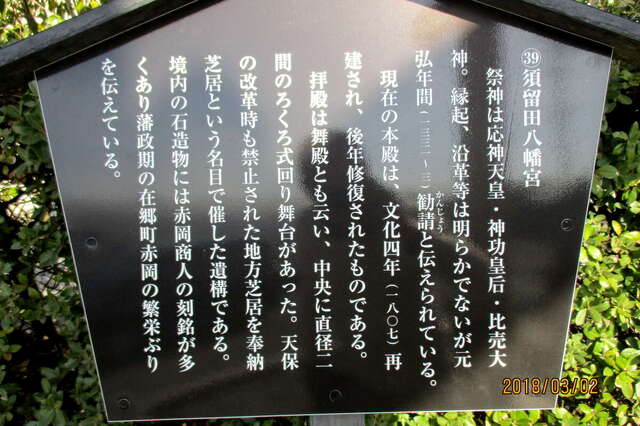 ㊴須留田八幡宮
祭神は応神天皇・神功皇后・比売大
神。縁起、沿革等は明らかでないが元
弘年間（一三三一～三）勧請と伝えられている。
かんじょう
現在の本殿は、文化四年（一八〇七）再
建され、後年修復されたものである。
拝殿は舞殿とも云い、中央に直径二
間のろくろ式回り舞台があった。天保
の改革時も禁止された地方芝居を奉納
芝居という名目で催した遺構である。
境内の石造物には赤岡商人の刻銘が多
くあり藩政期の在郷町赤岡の繁栄ぶり
を伝えている。
2018/03/02